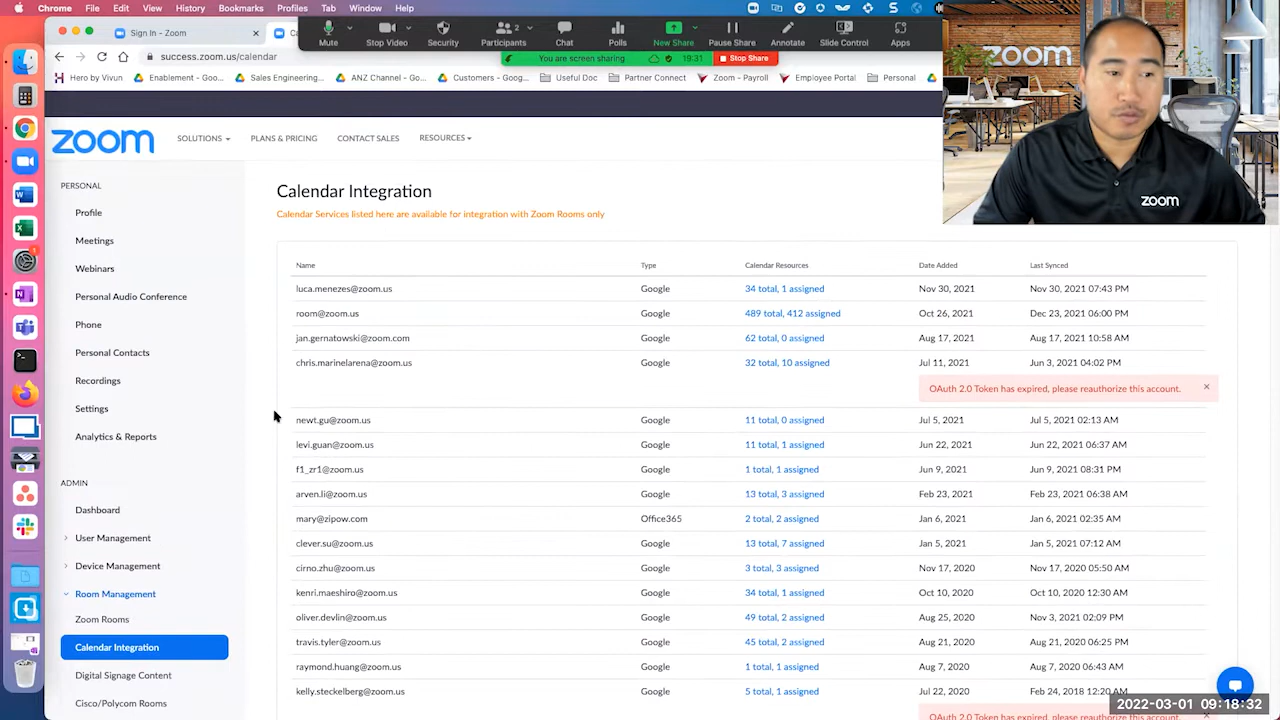 Chrome File Edit View History Bookmarks Profiles Tab Window Help
Sign In - Zoom
success.zoom.us/calendar
Hero by Vivun Enablement - Goo... Sales Engineering... ANZ Channel - Go... Customers - Goog... Useful Doc Partner Connect Zoom - Payroll Employee Portal Personal
Mute Stop Video Security Participants 2 Chat Polls New Share Pause Share Annotate Slide Control Apps
You are screen sharing 19:31 Stop Share
zoom
zoom
zoom SOLUTIONS PLANS & PRICING CONTACT SALES RESOURCES
PERSONAL
Profile
Meetings
Webinars
Personal Audio Conference
Phone
Personal Contacts
Recordings
Settings
Analytics & Reports
ADMIN
Dashboard
User Management
Device Management
Room Management
Zoom Rooms
Calendar Integration
Digital Signage Content
Cisco/Polycom Rooms
Calendar Integration
Calendar Services listed here are available for integration with Zoom Rooms only
Name Type Calendar Resources Date Added Last Synced
luca.menezes@zoom.us Google 34 total, 1 assigned Nov 30, 2021 Nov 30, 2021 07:43 PM
room@zoom.us Google 489 total, 412 assigned Oct 26, 2021 Dec 23, 2021 06:00 PM
jan.gernatowski@zoom.com Google 62 total, 0 assigned Aug 17, 2021 Aug 17, 2021 10:58 AM
chris.marinelarena@zoom.us Google 32 total, 10 assigned Jul 11, 2021 Jun 3, 2021 04:02 PM
OAuth 2.0 Token has expired, please reauthorize this account. ×
newt.gu@zoom.us Google 11 total, 0 assigned Jul 5, 2021 Jul 5, 2021 02:13 AM
levi.guan@zoom.us Google 11 total, 1 assigned Jun 22, 2021 Jun 22, 2021 06:37 AM
f1_zr1@zoom.us Google 1 total, 1 assigned Jun 9, 2021 Jun 9, 2021 08:31 PM
arven.li@zoom.us Google 13 total, 3 assigned Feb 23, 2021 Feb 23, 2021 06:38 AM
mary@zipow.com Office365 2 total, 2 assigned Jan 6, 2021 Jan 6, 2021 02:35 AM
clever.su@zoom.us Google 13 total, 7 assigned Jan 5, 2021 Jan 5, 2021 07:12 AM
cirno.zhu@zoom.us Google 3 total, 3 assigned Nov 17, 2020 Nov 17, 2020 05:50 AM
kenri.maeshiro@zoom.us Google 34 total, 1 assigned Oct 10, 2020 Oct 10, 2020 12:30 AM
oliver.devlin@zoom.us Google 49 total, 2 assigned Aug 25, 2020 Nov 3, 2021 02:09 PM
travis.tyler@zoom.us Google 45 total, 2 assigned Aug 21, 2020 Aug 21, 2020 06:25 PM
raymond.huang@zoom.us Google 1 total, 1 assigned Aug 7, 2020 Aug 7, 2020 06:43 AM
kelly.steckelberg@zoom.us Google 5 total, 1 assigned Jul 22, 2020 Feb 24, 2018 12:20 AM
OAuth 2.0 Token has expired, please reauthorize this account.
2022-03-01 09:18:32